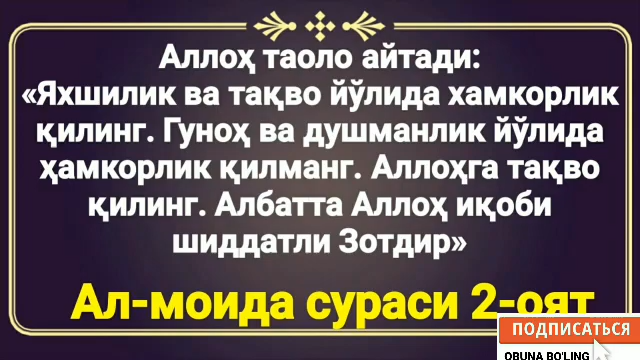 Аллоҳ таоло айтади:
«Яхшилик ва тақво йўлида хамкорлик
қилинг. Гуноҳ ва душманлик йўлида
ҳамкорлик қилманг. Аллоҳга тақво
қилинг. Албатта Аллоҳ иқоби
шиддатли Зотдир»
Ал-моида сураси 2-оят
ПОДПИСАТЬСЯ
OBUNA BO'LING